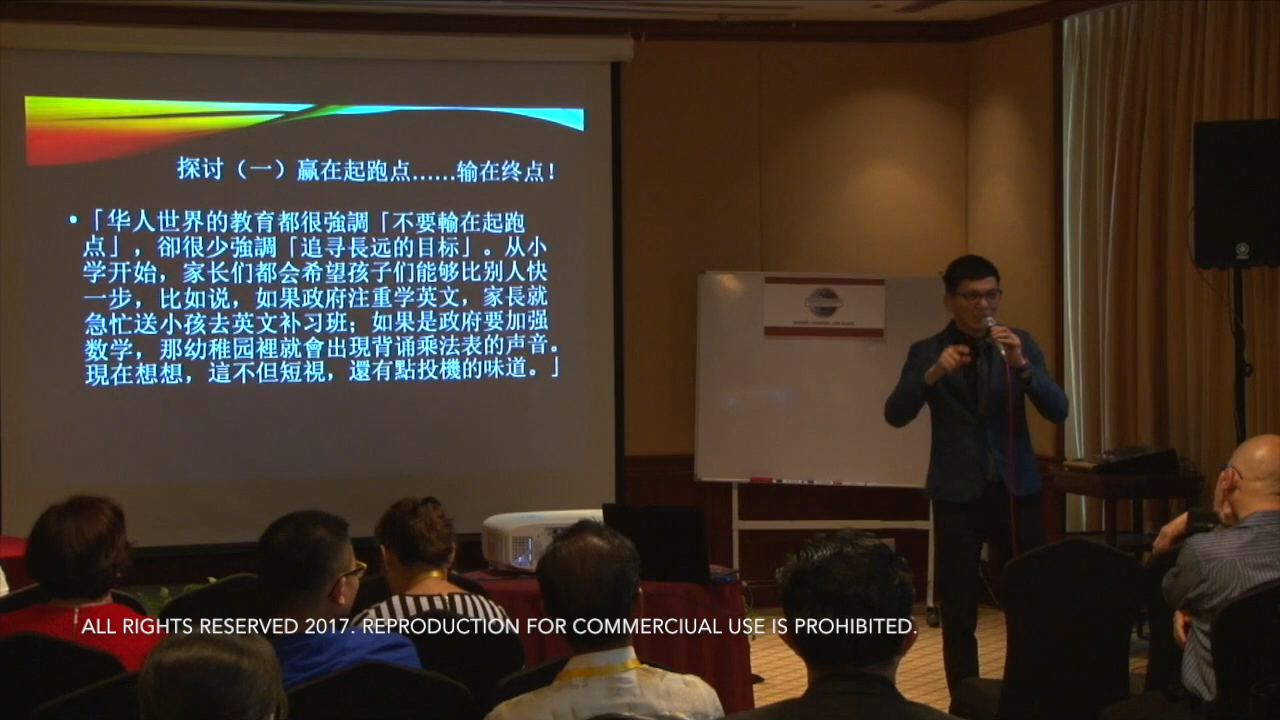 探讨（一）赢在起跑点……输在终点！
•「华人世界的教育都很強調「不要輸在起跑
点」，卻很少強調「追寻長远的目标」。从小
学开始，家长们都会希望孩子们能够比别人快
一步，比如说，如果政府注重学英文，家長就
急忙送小孩去英文补习班；如果是政府要加强
数学，那幼稚园裡就會出現背诵乘法表的声音。
現在想想，這不但短視，還有點投機的味道。」
ALL RIGHTS RESERVED 2017. REPRODUCTION FOR COMMERCIUAL USE IS PROHIBITED.